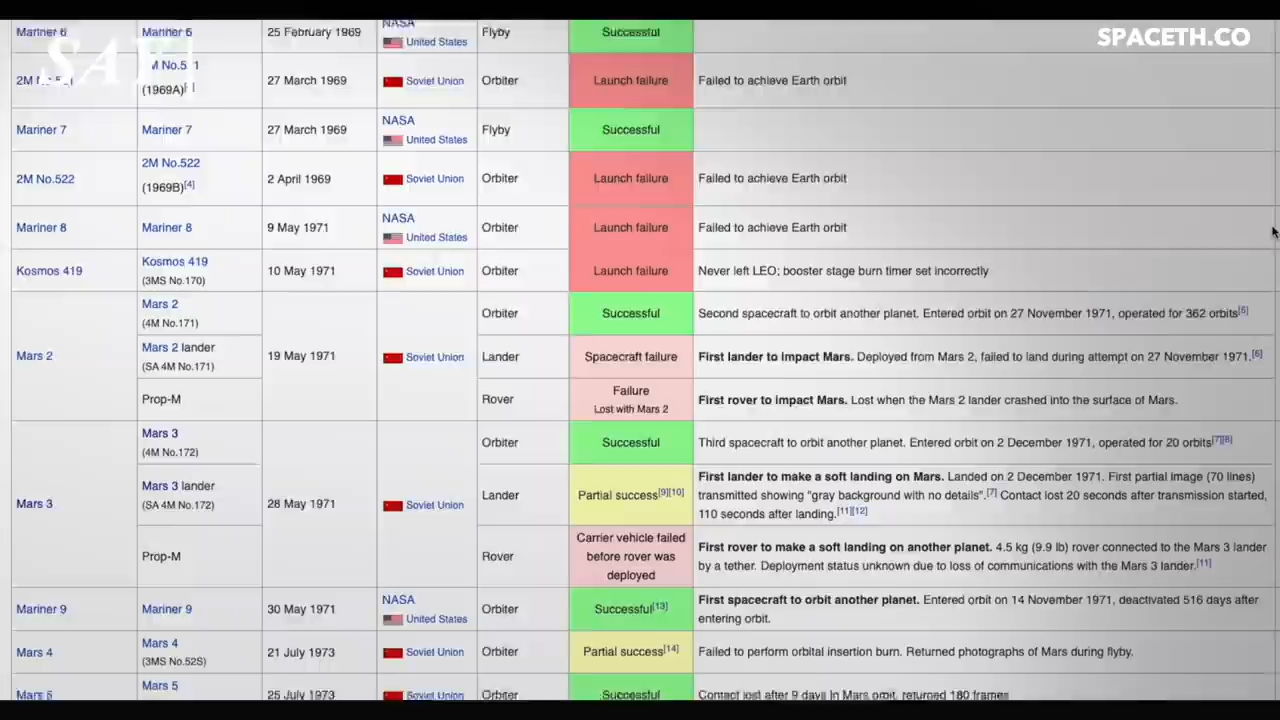 SPACETH.CO
SAY
Mariner 6 Mariner 6 25 February 1969 NASA Flyby Successful
United States
2M No.521
(1969A) 27 March 1969 Soviet Union Orbiter Launch failure Failed to achieve Earth orbit
Mariner 7 Mariner 7 27 March 1969 NASA Flyby Successful
United States
2M No.522 2M No.522 2 April 1969 Soviet Union Orbiter Launch failure Failed to achieve Earth orbit
(1969B)[4]
Mariner 8 Mariner 8 9 May 1971 NASA Orbiter Launch failure Failed to achieve Earth orbit
United States
Kosmos 419 Kosmos 419 10 May 1971 Soviet Union Orbiter Launch failure Never left LEO; booster stage burn timer set incorrectly
(3MS No.170)
Mars 2 Mars 2 19 May 1971 Soviet Union Orbiter Successful Second spacecraft to orbit another planet. Entered orbit on 27 November 1971, operated for 362 orbits[5]
(4M No.171)
Mars 2 lander Lander Spacecraft failure First lander to impact Mars. Deployed from Mars 2, failed to land during attempt on 27 November 1971.[6]
(SA 4M No.171)
Prop-M Rover Failure First rover to impact Mars. Lost when the Mars 2 lander crashed into the surface of Mars.
Lost with Mars 2
Mars 3 Mars 3 28 May 1971 Soviet Union Orbiter Successful Third spacecraft to orbit another planet. Entered orbit on 2 December 1971, operated for 20 orbits[7][8]
(4M No.172)
Mars 3 lander Lander Partial success[9][10] First lander to make a soft landing on Mars. Landed on 2 December 1971. First partial image (70 lines)
(SA 4M No.172) transmitted showing "gray background with no details".[7] Contact lost 20 seconds after transmission started,
110 seconds after landing.[11][12]
Prop-M Rover Carrier vehicle failed First rover to make a soft landing on another planet. 4.5 kg (9.9 lb) rover connected to the Mars 3 lander
before rover was by a tether. Deployment status unknown due to loss of communications with the Mars 3 lander.[11]
deployed
Mariner 9 Mariner 9 30 May 1971 NASA Orbiter Successful[13] First spacecraft to orbit another planet. Entered orbit on 14 November 1971, deactivated 516 days after
United States entering orbit.
Mars 4 Mars 4 21 July 1973 Soviet Union Orbiter Partial success[14] Failed to perform orbital insertion burn. Returned photographs of Mars during flyby.
(3MS No.52S)
Mars 5 Mars 5 25 July 1973 Soviet Union Orbiter Successful Contact lost after 9 days in Mars orbit, returned 180 frames